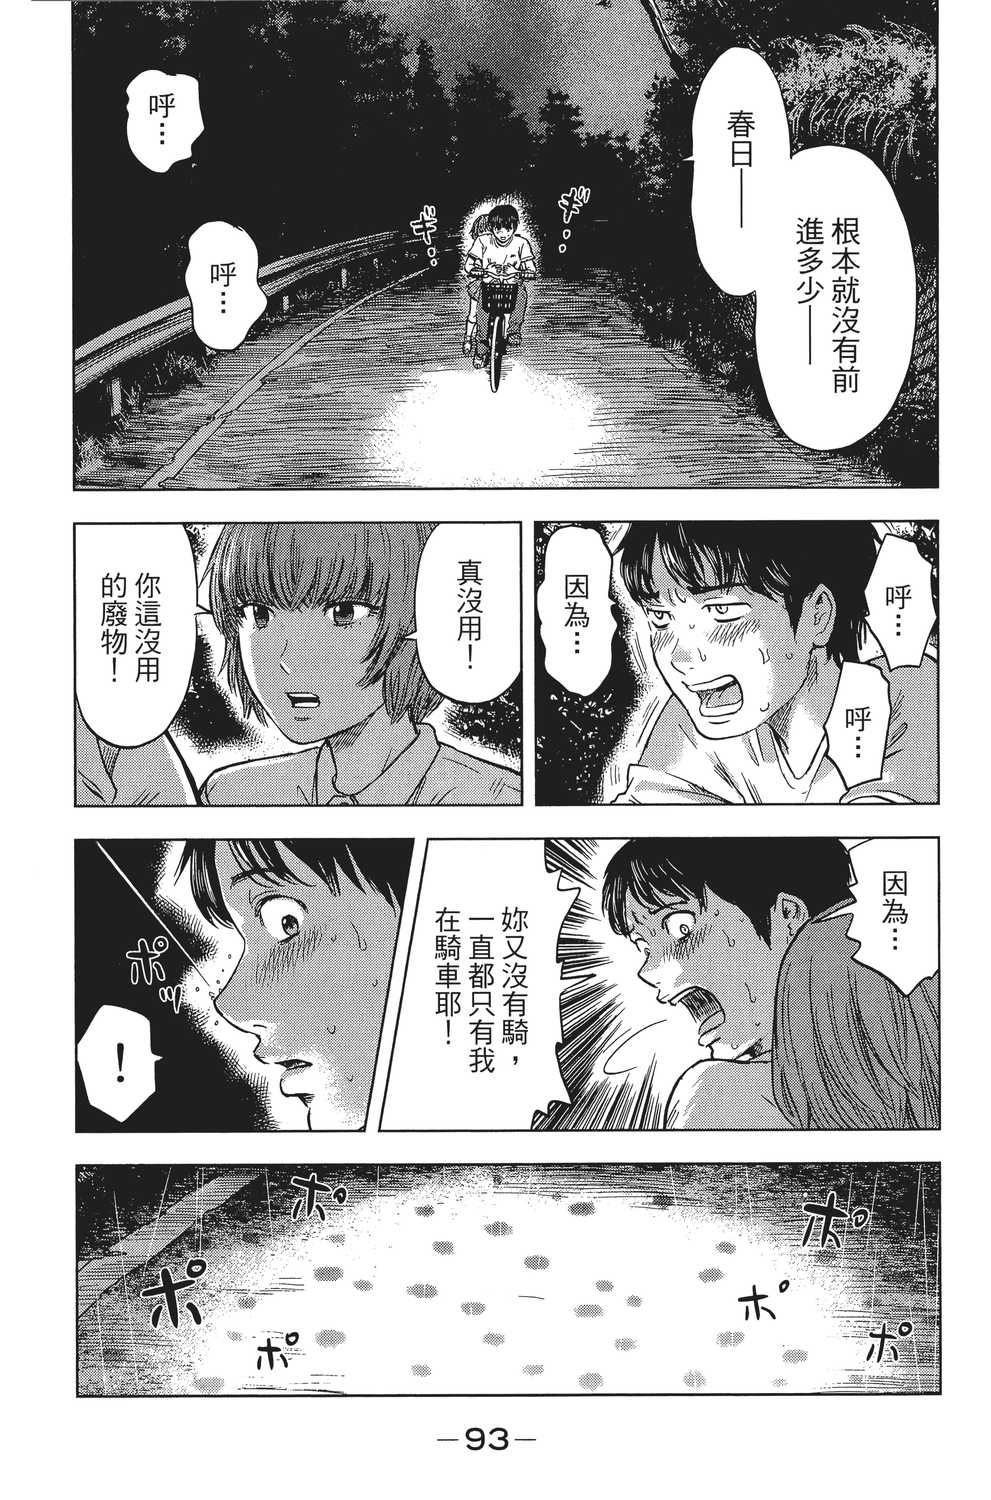 春日——
根本就沒有前
進多少——
呼…
呼…
ギ。。
ギ。。
呼…
呼…
因為…
真沒用！
你這沒用
的廢物！
因為…
妳又沒有騎，
一直都只有我
在騎車耶！
ポッ
！
ポ
ポ
ポ
ポ
ポ
ポ
—93—